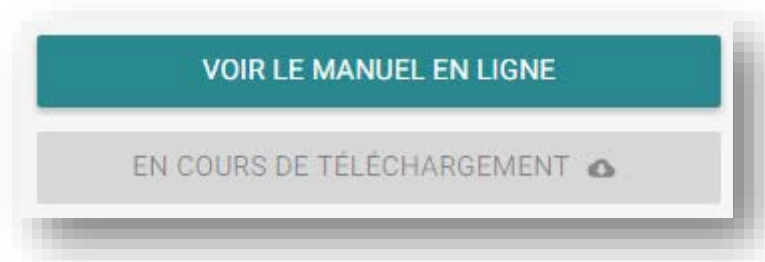 VOIR LE MANUEL EN LIGNE
EN COURS DE TÉLÉCHARGEMENT